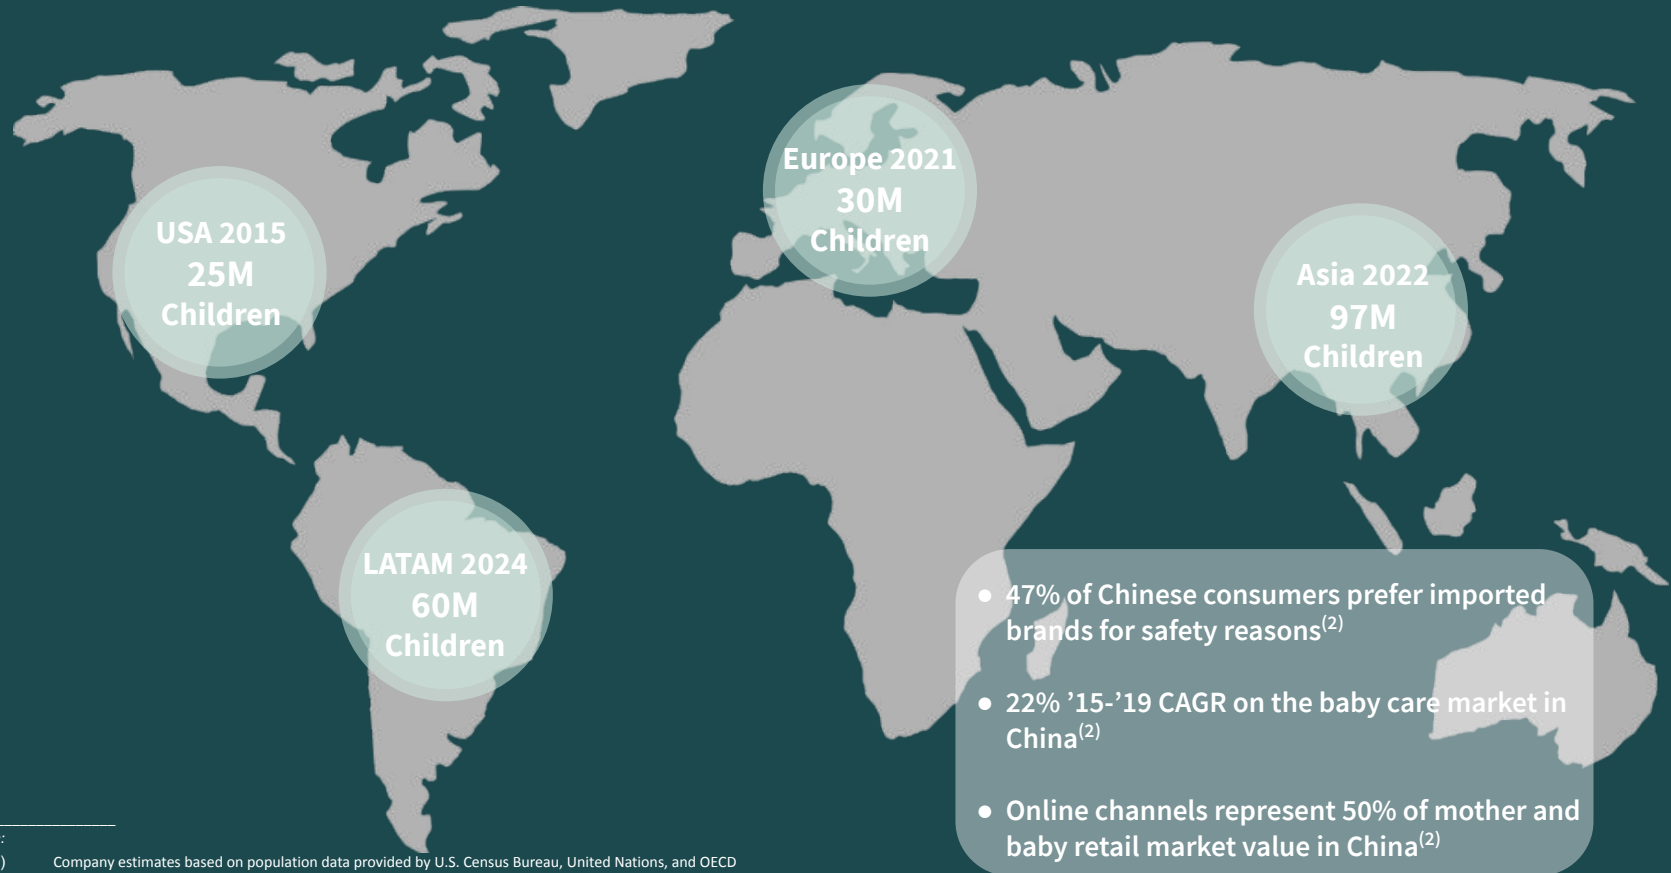 Europe 2021
30M
Children
USA 2015
25M
Children
Asia 2022
97M
Children
LATAM 2024
60M
Children
● 47% of Chinese consumers prefer imported
brands for safety reasons(2)
● 22% ’15-’19 CAGR on the baby care market in
China(2)
● Online channels represent 50% of mother and
baby retail market value in China(2)
:
) Company estimates based on population data provided by U.S. Census Bureau, United Nations, and OECD